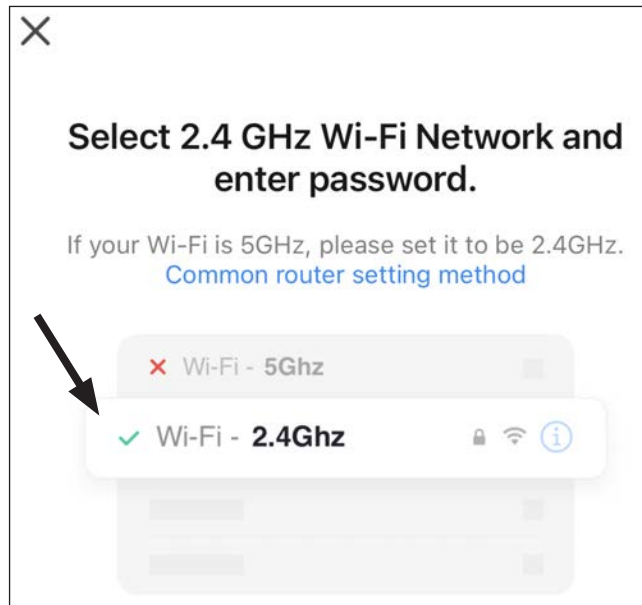 Select 2.4 GHz Wi-Fi Network and
enter password.
If your Wi-Fi is 5GHz, please set it to be 2.4GHz.
Common router setting method
Wi-Fi - 5Ghz
Wi-Fi - 2.4Ghz